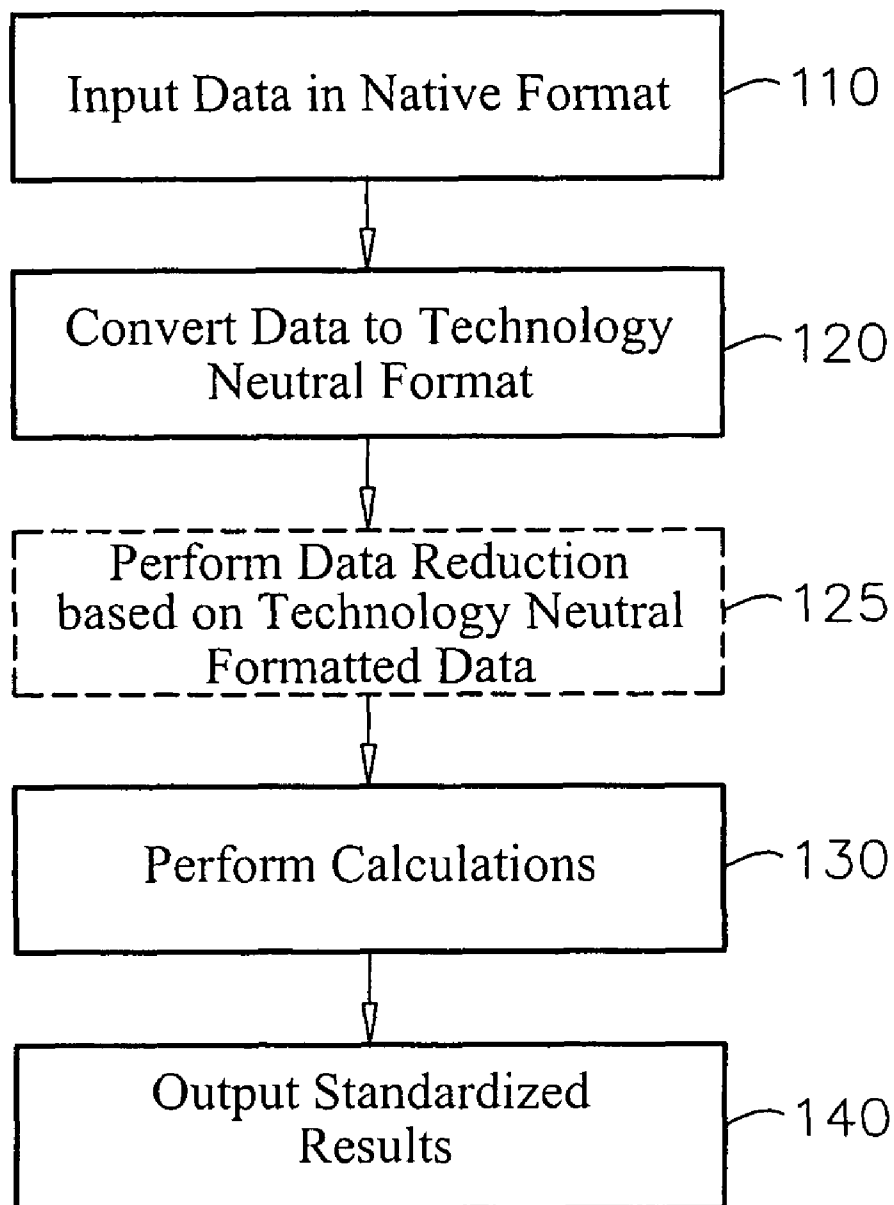 Input Data in Native Format
110
Convert Data to Technology
Neutral Format
120
Perform Data Reduction
based on Technology Neutral
Formatted Data
125
Perform Calculations
130
Output Standardized
Results
140